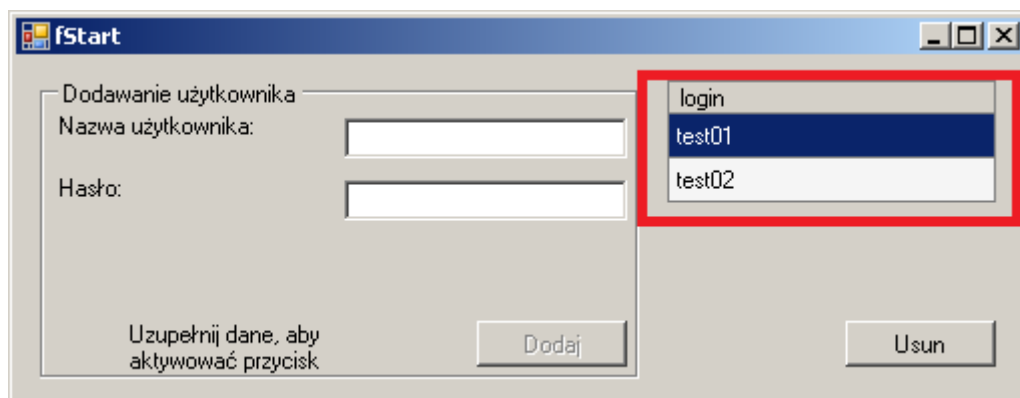 fStart
Dodawanie użytkownika
Nazwa użytkownika:
Hasło:
Uzupełnij dane, aby
aktywować przycisk
Dodaj
login
test01
test02
Usun